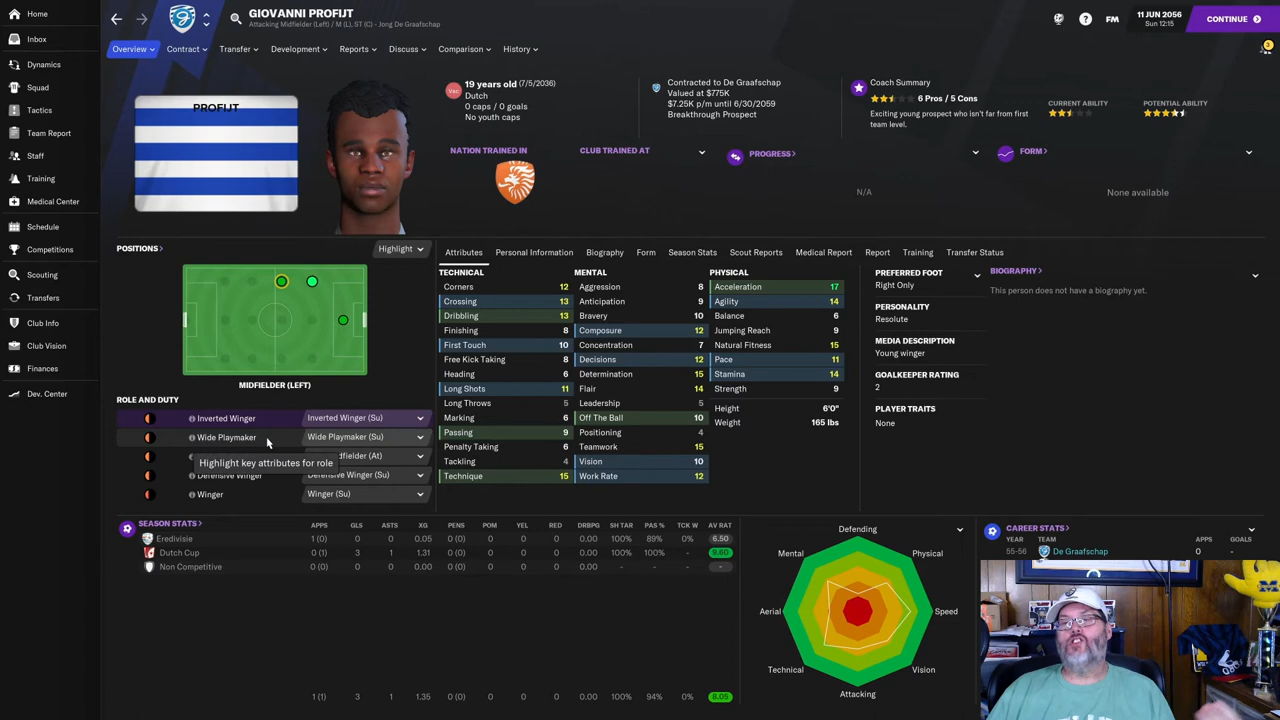 Home
Inbox
Dynamics
Squad
Tactics
Team Report
Staff
Training
Medical Center
Schedule
Competitions
Scouting
Transfers
Club Info
Club Vision
Finances
Dev. Center
GIOVANNI PROFIJT
Attacking Midfielder (Left) / M (L), ST (C) - Jong De Graafschap
FM
11 JUN 2056
Sun 12:15
CONTINUE
Overview
Contract
Transfer
Development
Reports
Discuss
Comparison
History
3
PROFIJT
Vac
19 years old (7/5/2036)
Dutch
0 caps / 0 goals
No youth caps
Contracted to De Graafschap
Valued at $775K
$7.25K p/m until 6/30/2059
Breakthrough Prospect
Coach Summary
6 Pros / 5 Cons
Exciting young prospect who isn't far from first
team level.
CURRENT ABILITY
POTENTIAL ABILITY
NATION TRAINED IN
CLUB TRAINED AT
PROGRESS
N/A
FORM
None available
POSITIONS
Highlight
MIDFIELDER (LEFT)
ROLE AND DUTY
Inverted Winger Inverted Winger (Su)
Wide Playmaker Wide Playmaker (Su)
dfielder (At)
Highlight key attributes for role
Defensive Winger Defensive Winger (Su)
Winger Winger (Su)
Attributes
Personal Information
Biography
Form
Season Stats
Scout Reports
Medical Report
Report
Training
Transfer Status
TECHNICAL
Corners 12
Crossing 13
Dribbling 13
Finishing 8
First Touch 10
Free Kick Taking 8
Heading 6
Long Shots 11
Long Throws 5
Marking 6
Passing 9
Penalty Taking 6
Tackling 4
Technique 15
MENTAL
Aggression 8
Anticipation 9
Bravery 10
Composure 12
Concentration 7
Decisions 12
Determination 15
Flair 14
Leadership 5
Off The Ball 10
Positioning 4
Teamwork 15
Vision 10
Work Rate 12
PHYSICAL
Acceleration 17
Agility 14
Balance 6
Jumping Reach 9
Natural Fitness 15
Pace 11
Stamina 14
Strength 9
Height 6'0"
Weight 165 lbs
PREFERRED FOOT
Right Only
PERSONALITY
Resolute
MEDIA DESCRIPTION
Young winger
GOALKEEPER RATING
2
PLAYER TRAITS
None
BIOGRAPHY
This person does not have a biography yet.
SEASON STATS APPS GLS ASTS XG PENS POM YEL RED DRBPG SH TAR PAS % TCK W AV RAT
Eredivisie 1 (0) 0 0 0.05 0 (0) 0 0 0 0.00 100% 89% 0% 6.50
Dutch Cup 0 (1) 3 1 1.31 0 (0) 0 0 0 0.00 100% 100% - 9.60
Non Competitive 0 (0) 0 0 0.00 0 (0) 0 0 0 0.00 - - - -
1 (1) 3 1 1.35 0 (0) 0 0 0 0.00 100% 94% 0% 8.05
Defending
Physical
Speed
Vision
Attacking
Technical
Aerial
Mental
CAREER STATS
YEAR TEAM APPS GOALS
55-56 De Graafschap 0 -